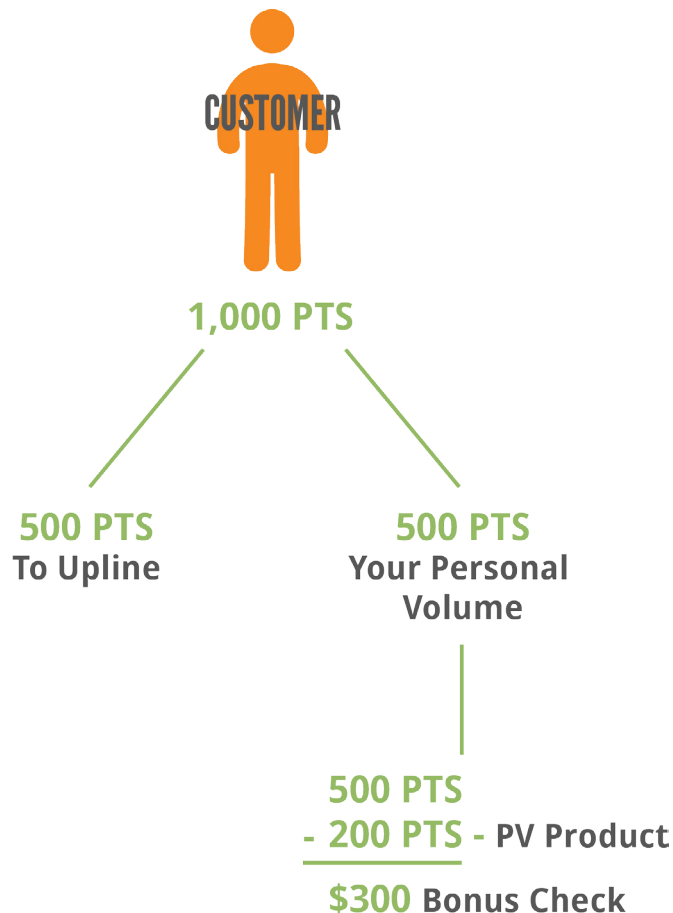 CUSTOMER
1,000 PTS
500 PTS
To Upline
500 PTS
Your Personal
Volume
500 PTS
- 200 PTS - PV Product
$300 Bonus Check